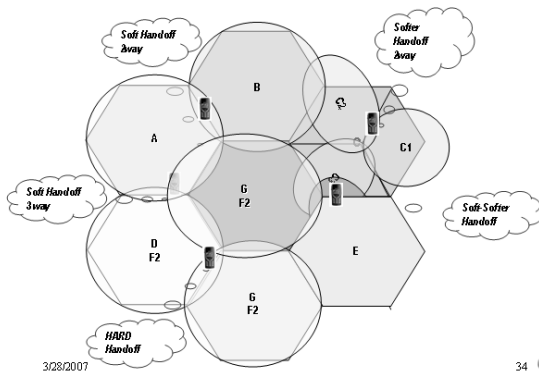 Soft Handoff
2way
Softer
Handoff
2way
B
A
C1
G
F2
Soft Handoff
3way
Soft-Softer
Handoff
D
F2
E
G
F2
HARD
Handoff
3/28/2007
34